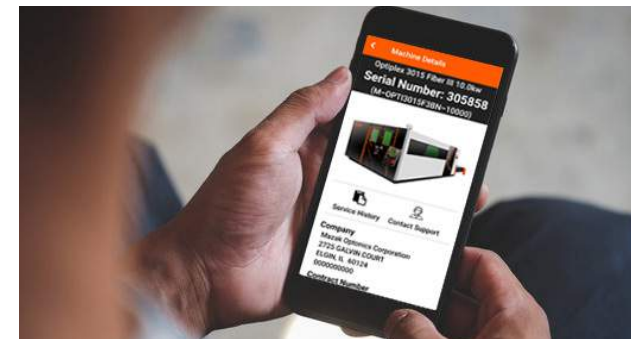 Machine Details
Optiplex 3015 Fiber III 10.0kw
Serial Number: 305858
(M-OPTI3015F3BN-10000)
Service History
Contact Support
Company
Mazak Optonics Corporation
2725 GALVIN COURT
ELGIN, IL 60124
0000000000
Contract Number